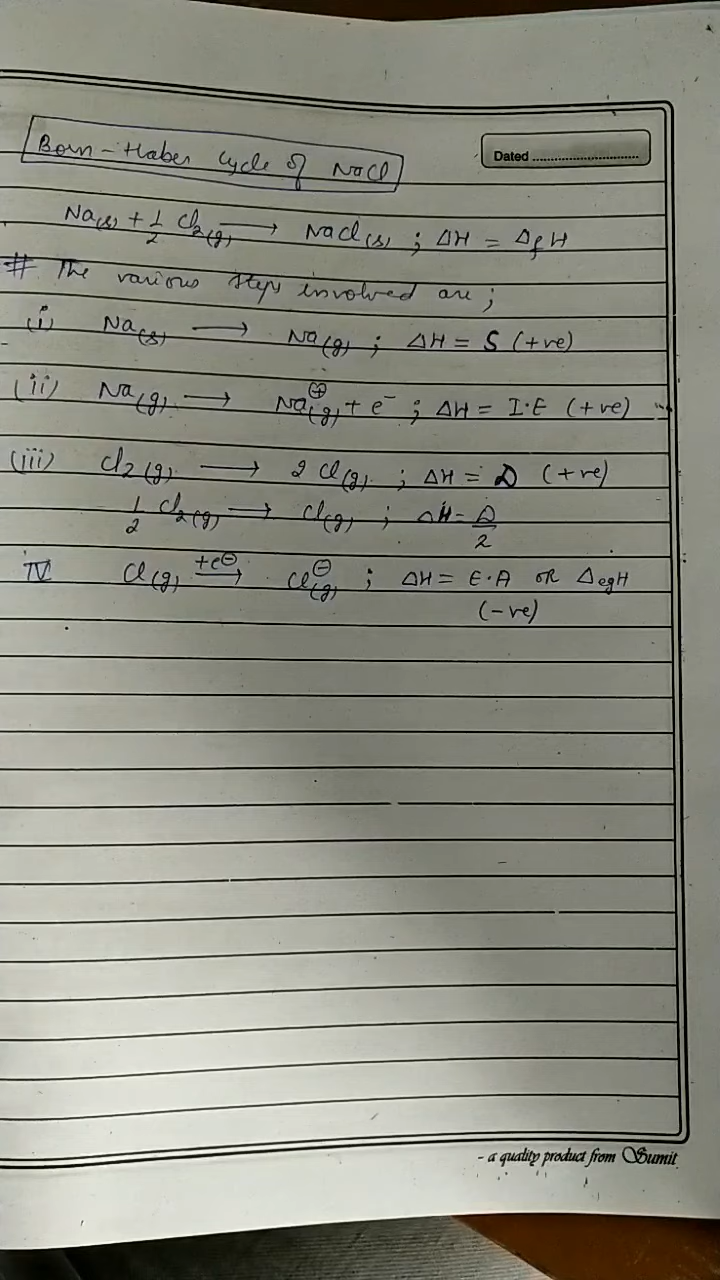 Born-Haber Cycle of NaCl
Dated
Na(s) + 1/2 Cl₂(g) ⟶ NaCl(s) ; ΔH = ΔfH
# The various steps involved are;
(i) Na(s) ⟶ Na(g) ; ΔH = S (+ve)
(ii) Na(g) ⟶ Na⊕(g) + e⁻ ; ΔH = I.E (+ve)
(iii) Cl₂(g) ⟶ 2Cl(g) ; ΔH = D (+ve)
1/2 Cl₂(g) ⟶ Cl(g) ; ΔH = D/2
IV Cl(g) +e⊖⟶ Cl⊖(g) ; ΔH = E.A OR ΔegH
(-ve)
- a quality product from Sumit